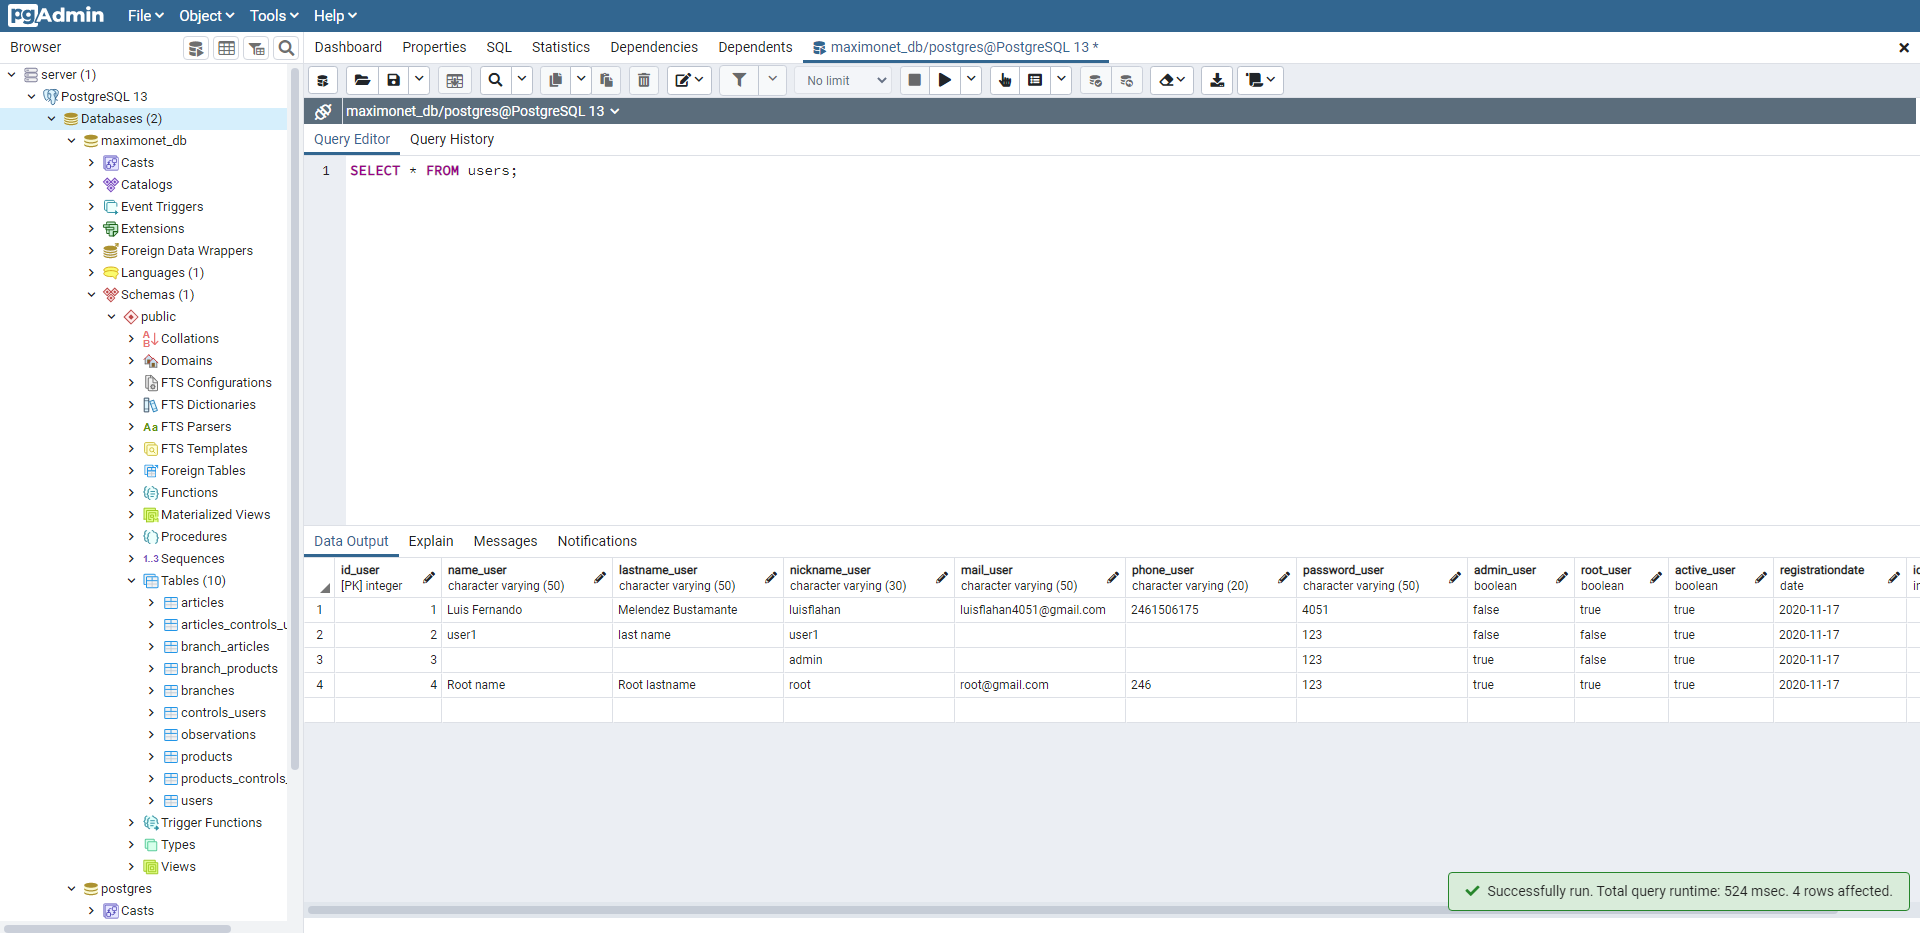 pgAdmin File Object Tools Help
Browser
Dashboard Properties SQL Statistics Dependencies Dependents maximonet_db/postgres@PostgreSQL 13 *
No limit
maximonet_db/postgres@PostgreSQL 13
Query Editor Query History
1 SELECT * FROM users;
server (1)
PostgreSQL 13
Databases (2)
maximonet_db
Casts
Catalogs
Event Triggers
Extensions
Foreign Data Wrappers
Languages (1)
Schemas (1)
public
Collations
Domains
FTS Configurations
FTS Dictionaries
Aa FTS Parsers
FTS Templates
Foreign Tables
Functions
Materialized Views
Procedures
1..3 Sequences
Tables (10)
articles
articles_controls_u
branch_articles
branch_products
branches
controls_users
observations
products
products_controls_
users
Trigger Functions
Types
Views
postgres
Casts
Data Output Explain Messages Notifications
id_user name_user lastname_user nickname_user mail_user phone_user password_user admin_user root_user active_user registrationdate
[PK] integer character varying (50) character varying (50) character varying (30) character varying (50) character varying (20) character varying (50) boolean boolean boolean date
1 1 Luis Fernando Melendez Bustamante luisflahan luisflahan4051@gmail.com 2461506175 4051 false true true 2020-11-17
2 2 user1 last name user1 123 false false true 2020-11-17
3 3 admin 123 true false true 2020-11-17
4 4 Root name Root lastname root root@gmail.com 246 123 true true true 2020-11-17
Successfully run. Total query runtime: 524 msec. 4 rows affected.